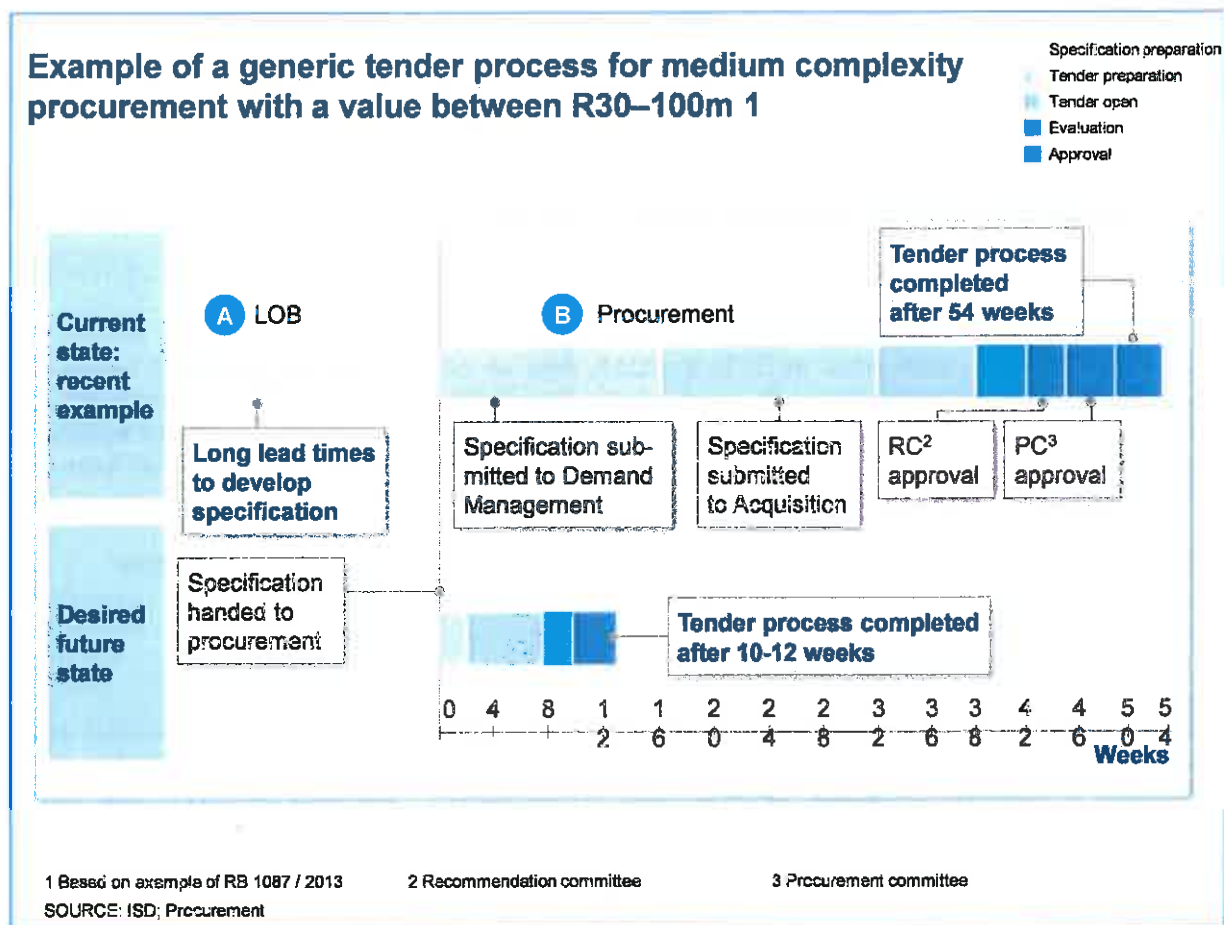 Example of a generic tender process for medium complexity
procurement with a value between R30–100m 1
Specification preparation
Tender preparation
Tender open
Evaluation
Approval
Current
state:
recent
example
A LOB
B Procurement
Tender process
completed
after 54 weeks
Long lead times
to develop
specification
Specification sub-
mitted to Demand
Management
Specification
submitted
to Acquisition
RC2
approval
PC3
approval
Desired
future
state
Specification
handed to
procurement
Tender process completed
after 10-12 weeks
0 4 8 12 16 20 24 28 32 36 38 42 46 50 54
Weeks
1 Based on example of RB 1087 / 2013
2 Recommendation committee
3 Procurement committee
SOURCE: ISD; Procurement